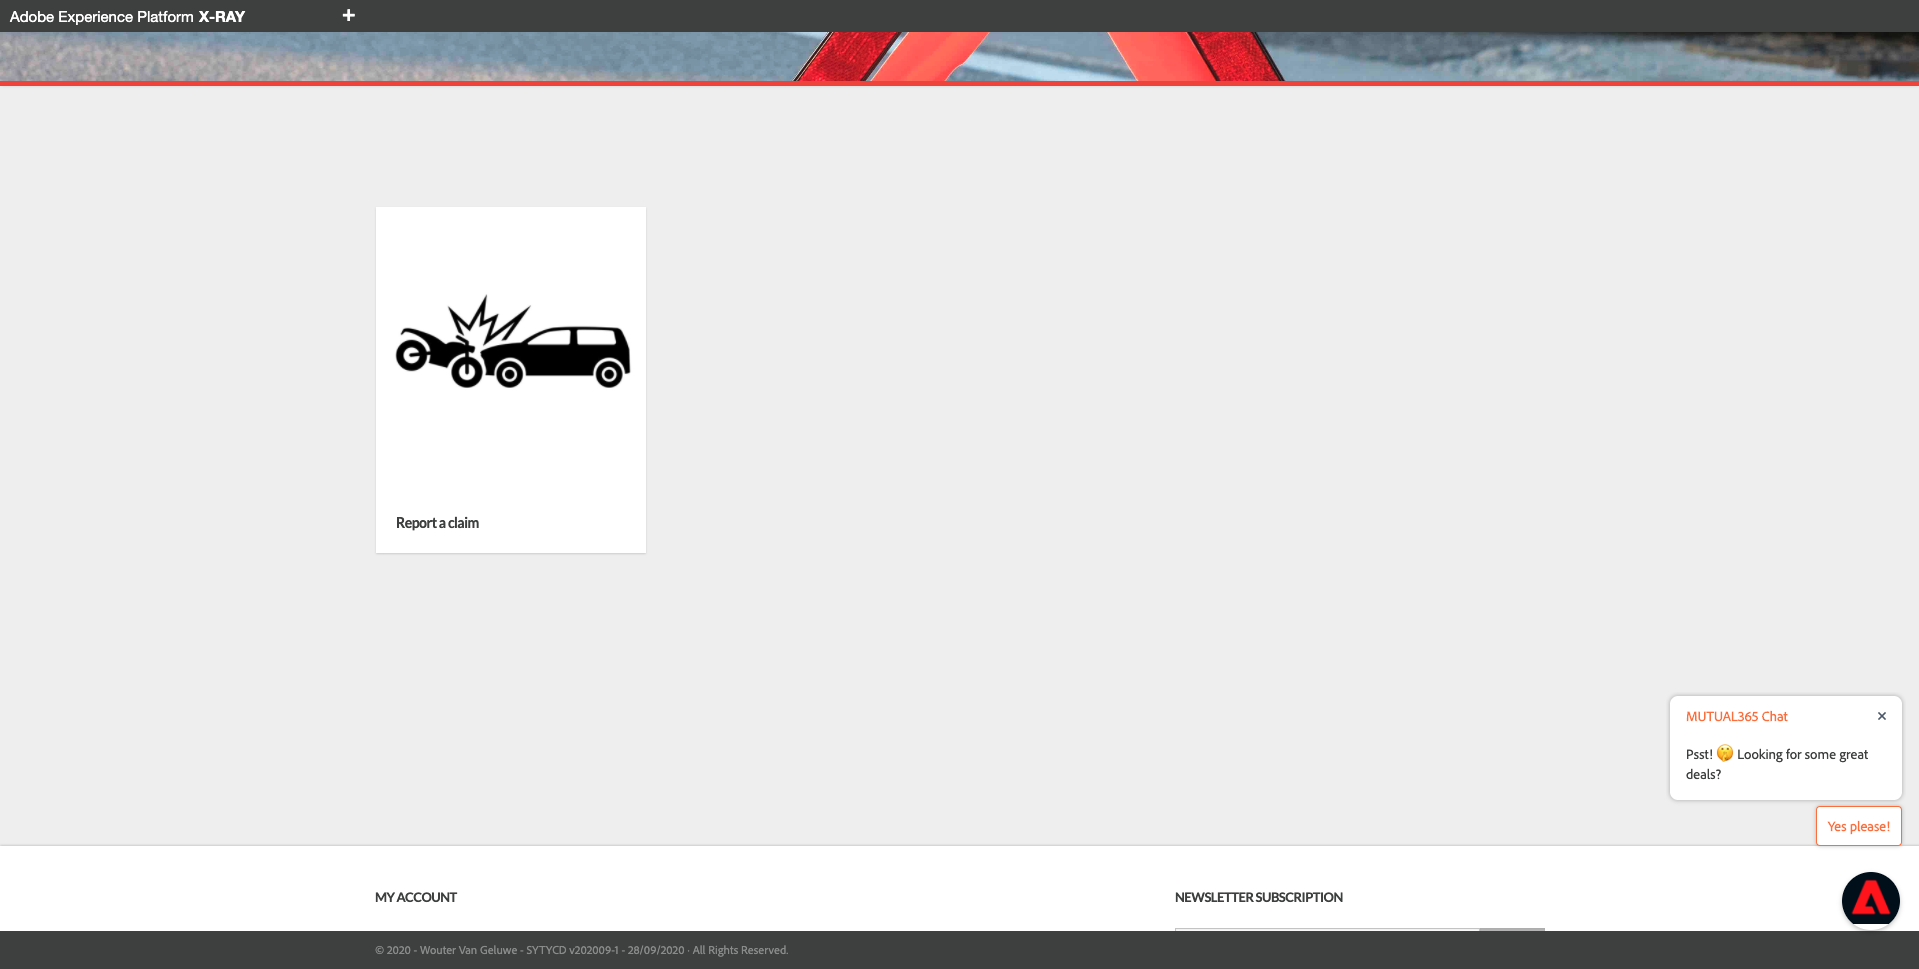 Adobe Experience Platform X-RAY
Report a claim
MUTUAL365 Chat
Psst! 🤫 Looking for some great
deals?
Yes please!
MY ACCOUNT
NEWSLETTER SUBSCRIPTION
© 2020 - Wouter Van Geluwe - SYTYCD v202009-1 - 28/09/2020 · All Rights Reserved.